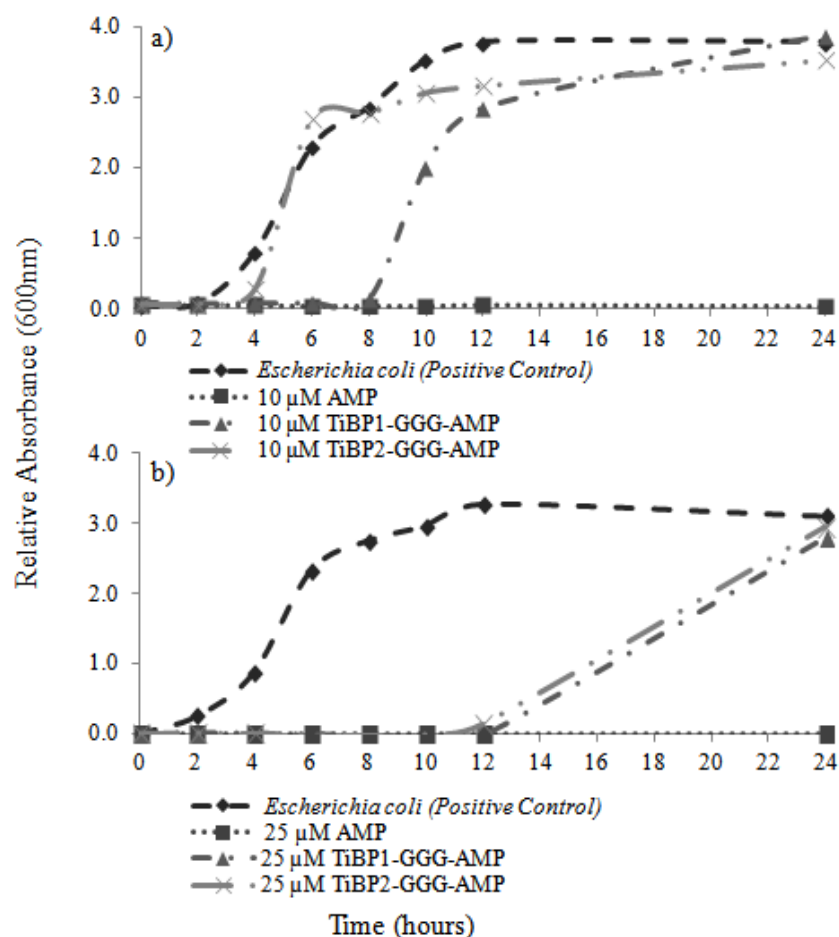 a)
4.0
3.0
2.0
1.0
0.0
0 2 4 6 8 10 12 14 16 18 20 22 24
Escherichia coli (Positive Control)
10 µM AMP
10 µM TiBP1-GGG-AMP
10 µM TiBP2-GGG-AMP
Relative Absorbance (600nm)
b)
4.0
3.0
2.0
1.0
0.0
0 2 4 6 8 10 12 14 16 18 20 22 24
Escherichia coli (Positive Control)
25 µM AMP
25 µM TiBP1-GGG-AMP
25 µM TiBP2-GGG-AMP
Time (hours)